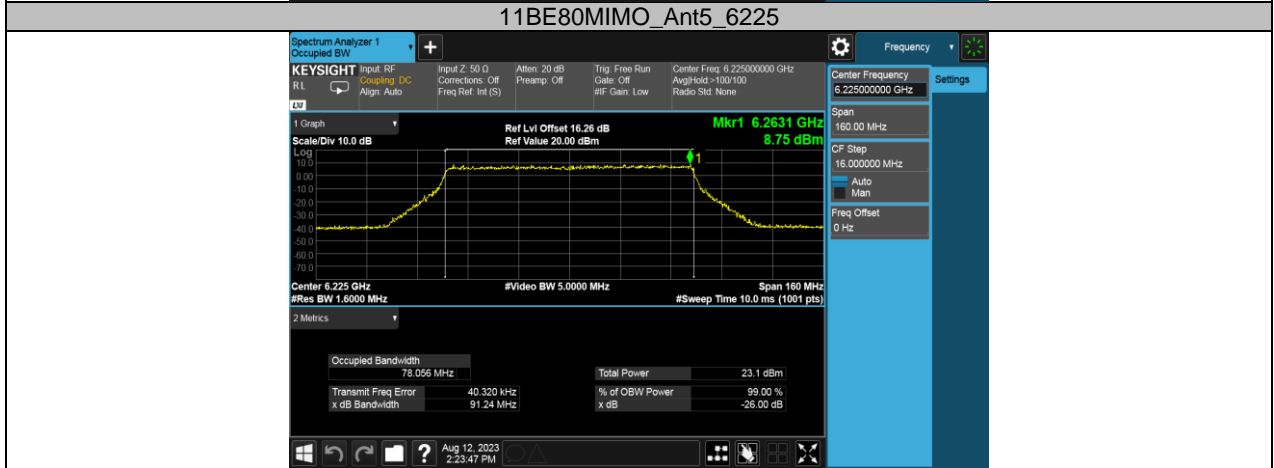 11BE80MIMO_Ant5_6225
Spectrum Analyzer 1
Occupied BW
+
Frequency
KEYSIGHT
RL
LXI
Input: RF
Coupling: DC
Align: Auto
Input Z: 50 Ω
Corrections: Off
Freq Ref: Int (S)
Atten: 20 dB
Preamp: Off
Trig: Free Run
Gate: Off
#IF Gain: Low
Center Freq: 6.225000000 GHz
Avg|Hold:>100/100
Radio Std: None
Center Frequency
6.225000000 GHz
Settings
Span
160.00 MHz
CF Step
16.000000 MHz
Auto
Man
Freq Offset
0 Hz
1 Graph
Scale/Div 10.0 dB
Ref Lvl Offset 16.26 dB
Ref Value 20.00 dBm
Mkr1 6.2631 GHz
8.75 dBm
Log
10.0
0.00
-10.0
-20.0
-30.0
-40.0
-50.0
-60.0
-70.0
1
Center 6.225 GHz
#Res BW 1.6000 MHz
#Video BW 5.0000 MHz
Span 160 MHz
#Sweep Time 10.0 ms (1001 pts)
2 Metrics
Occupied Bandwidth
78.056 MHz
Total Power 23.1 dBm
Transmit Freq Error 40.320 kHz
% of OBW Power 99.00 %
x dB Bandwidth 91.24 MHz
x dB -26.00 dB
?
Aug 12, 2023
2:23:47 PM